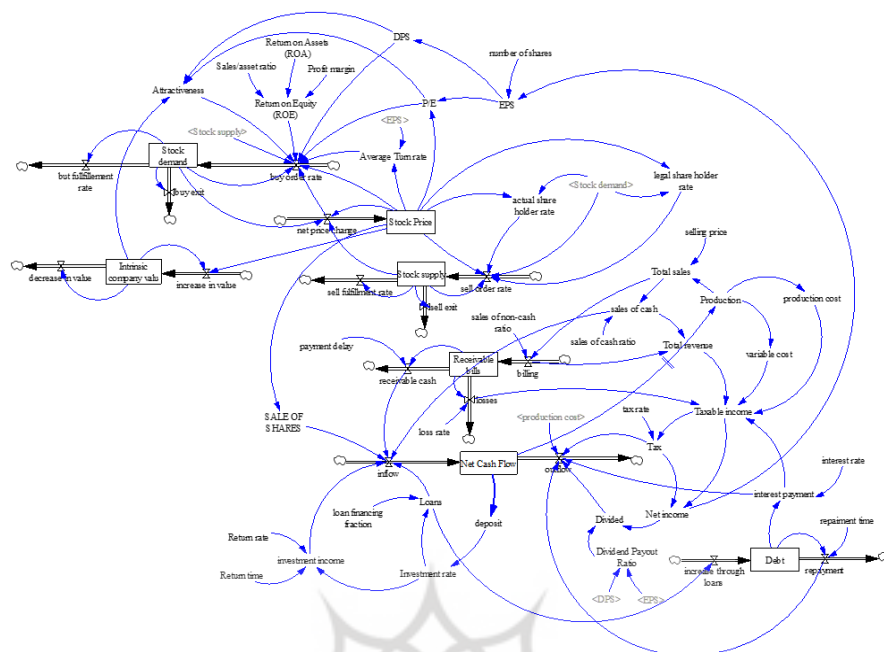 DPS
Return on Assets
(ROA)
number of shares
Sales/asset ratio
Profit margin
Attractiveness
Return on Equity
(ROE)
P/E
EPS
<Stock supply>
<EPS>
Stock
demand
Average Turn rate
but fulfillment
rate
buy order rate
buy exit
legal share holder
rate
<Stock demand>
actual share
holder rate
net price change
Stock Price
selling price
Intrinsic
company valu
decrease in value
increase in value
Stock supply
sell fulfillment rate
sell order rate
sell exit
Total sales
Production
production cost
sales of non-cash
ratio
sales of cash
sales of cash ratio
Total revenue
variable cost
payment delay
Receivable
bills
receivable cash
billing
losses
loss rate
SALE OF
SHARES
<production cost>
tax rate
Taxable income
Tax
inflow
Net Cash Flow
outflow
interest rate
interest payment
Loans
loan financing
fraction
deposit
Divided
Net income
repaiment time
Return rate
investment income
Return time
Investment rate
Dividend Payout
Ratio
<DPS>
<EPS>
increase through
loans
Debt
repayment